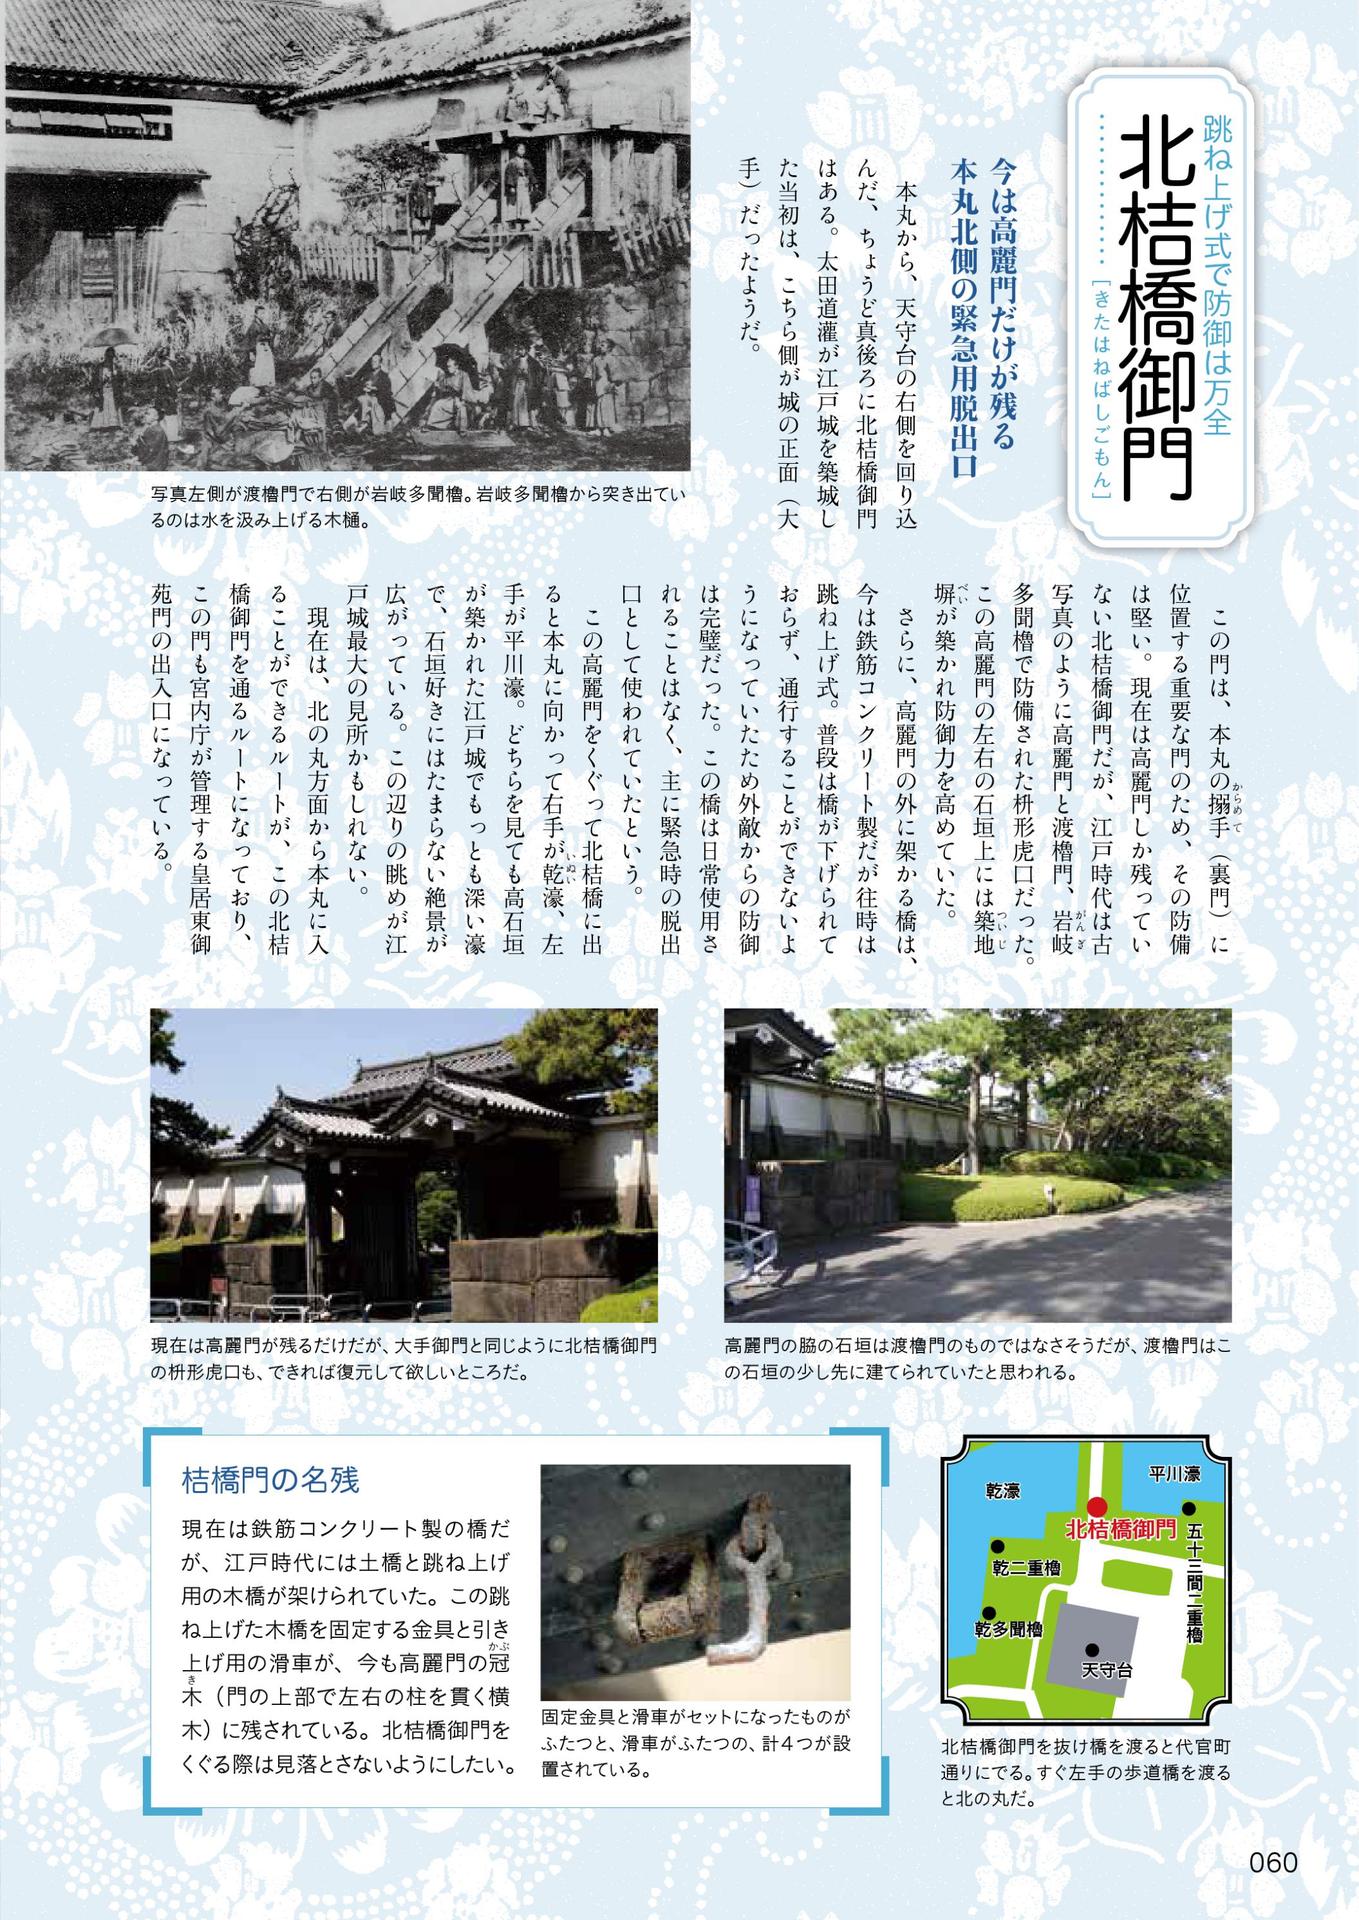 跳ね上げ式で防御は万全
北桔橋御門
［きたはねばしごもん］
今は高麗門だけが残る
本丸北側の緊急用脱出口
本丸から、天守台の右側を回り込
んだ、ちょうど真後ろに北桔橋御門
はある。太田道灌が江戸城を築城し
た当初は、こちら側が城の正面（大
手）だったようだ。
写真左側が渡櫓門で右側が岩岐多聞櫓。岩岐多聞櫓から突き出てい
るのは水を汲み上げる木樋。
この門は、本丸の搦手（裏門）に
からめて
位置する重要な門のため、その防備
は堅い。現在は高麗門しか残ってい
ない北桔橋御門だが、江戸時代は古
写真のように高麗門と渡櫓門、岩岐
がんぎ
多聞櫓で防備された枡形虎口だった。
この高麗門の左右の石垣上には築地
ついじ
塀が築かれ防御力を高めていた。
べい
さらに、高麗門の外に架かる橋は、
今は鉄筋コンクリート製だが往時は
跳ね上げ式。普段は橋が下げられて
おらず、通行することができないよ
うになっていたため外敵からの防御
は完璧だった。この橋は日常使用さ
れることはなく、主に緊急時の脱出
口として使われていたという。
この高麗門をくぐって北桔橋に出
ると本丸に向かって右手が乾濠、左
いぬい
手が平川濠。どちらを見ても高石垣
が築かれた江戸城でもっとも深い濠
で、石垣好きにはたまらない絶景が
広がっている。この辺りの眺めが江
戸城最大の見所かもしれない。
現在は、北の丸方面から本丸に入
ることができるルートが、この北桔
橋御門を通るルートになっており、
この門も宮内庁が管理する皇居東御
苑門の出入口になっている。
高麗門の脇の石垣は渡櫓門のものではなさそうだが、渡櫓門はこ
の石垣の少し先に建てられていたと思われる。
現在は高麗門が残るだけだが、大手御門と同じように北桔橋御門
の枡形虎口も、できれば復元して欲しいところだ。
桔橋門の名残
現在は鉄筋コンクリート製の橋だ
が、江戸時代には土橋と跳ね上げ
用の木橋が架けられていた。この跳
ね上げた木橋を固定する金具と引き
上げ用の滑車が、今も高麗門の冠
かぶ
木（門の上部で左右の柱を貫く横
き
木）に残されている。北桔橋御門を
くぐる際は見落とさないようにしたい。
固定金具と滑車がセットになったものが
ふたつと、滑車がふたつの、計4つが設
置されている。
乾濠
平川濠
北桔橋御門
五十三間二重櫓
乾二重櫓
乾多聞櫓
天守台
北桔橋御門を抜け橋を渡ると代官町
通りにでる。すぐ左手の歩道橋を渡る
と北の丸だ。
060